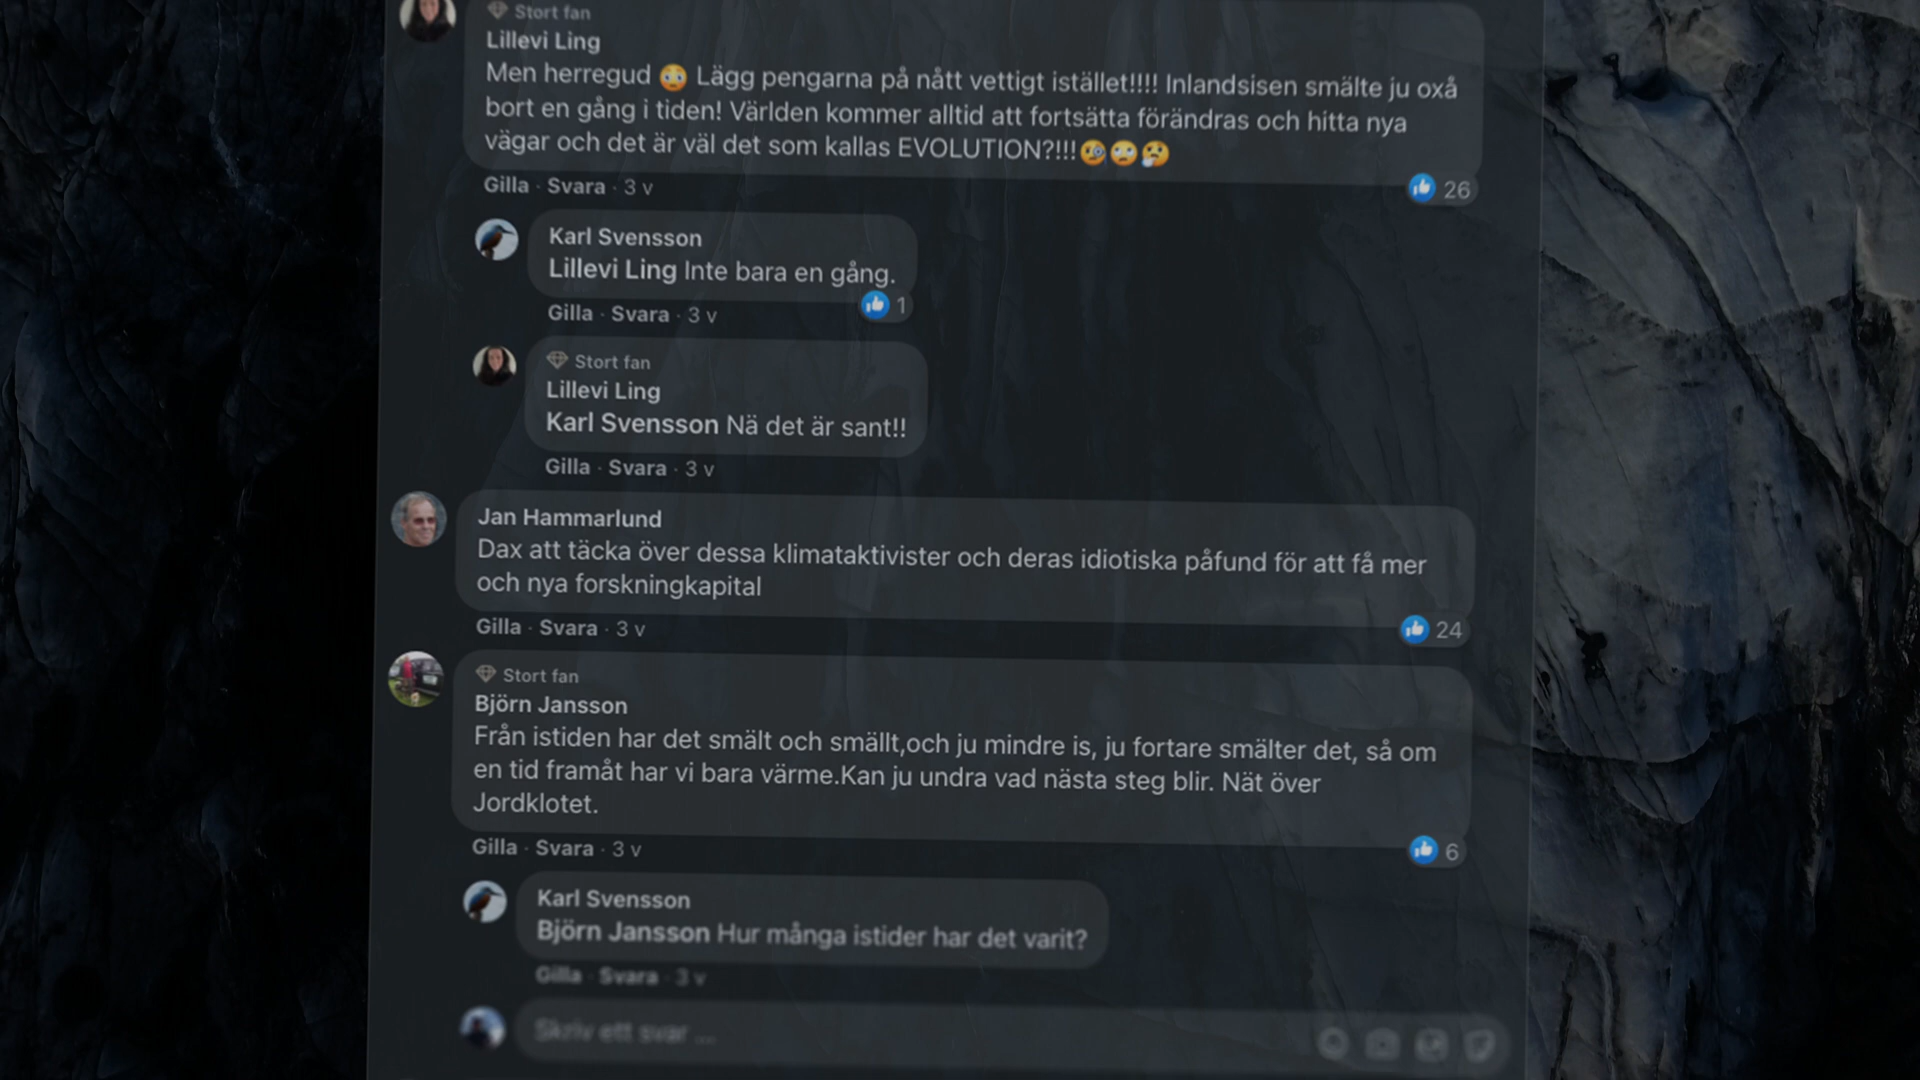 Stort fan
Lillevi Ling
Men herregud 😳 Lägg pengarna på nått vettigt istället!!!! Inlandsisen smälte ju oxå
bort en gång i tiden! Världen kommer alltid att fortsätta förändras och hitta nya
vägar och det är väl det som kallas EVOLUTION?!!!🧐🙄🤔
Gilla · Svara · 3 v
26
Karl Svensson
Lillevi Ling Inte bara en gång.
Gilla · Svara · 3 v
1
Stort fan
Lillevi Ling
Karl Svensson Nä det är sant!!
Gilla · Svara · 3 v
Jan Hammarlund
Dax att täcka över dessa klimataktivister och deras idiotiska påfund för att få mer
och nya forskningkapital
Gilla · Svara · 3 v
24
Stort fan
Björn Jansson
Från istiden har det smält och smällt,och ju mindre is, ju fortare smälter det, så om
en tid framåt har vi bara värme.Kan ju undra vad nästa steg blir. Nät över
Jordklotet.
Gilla · Svara · 3 v
6
Karl Svensson
Björn Jansson Hur många istider har det varit?
Gilla · Svara · 3 v
Skriv ett svar ...